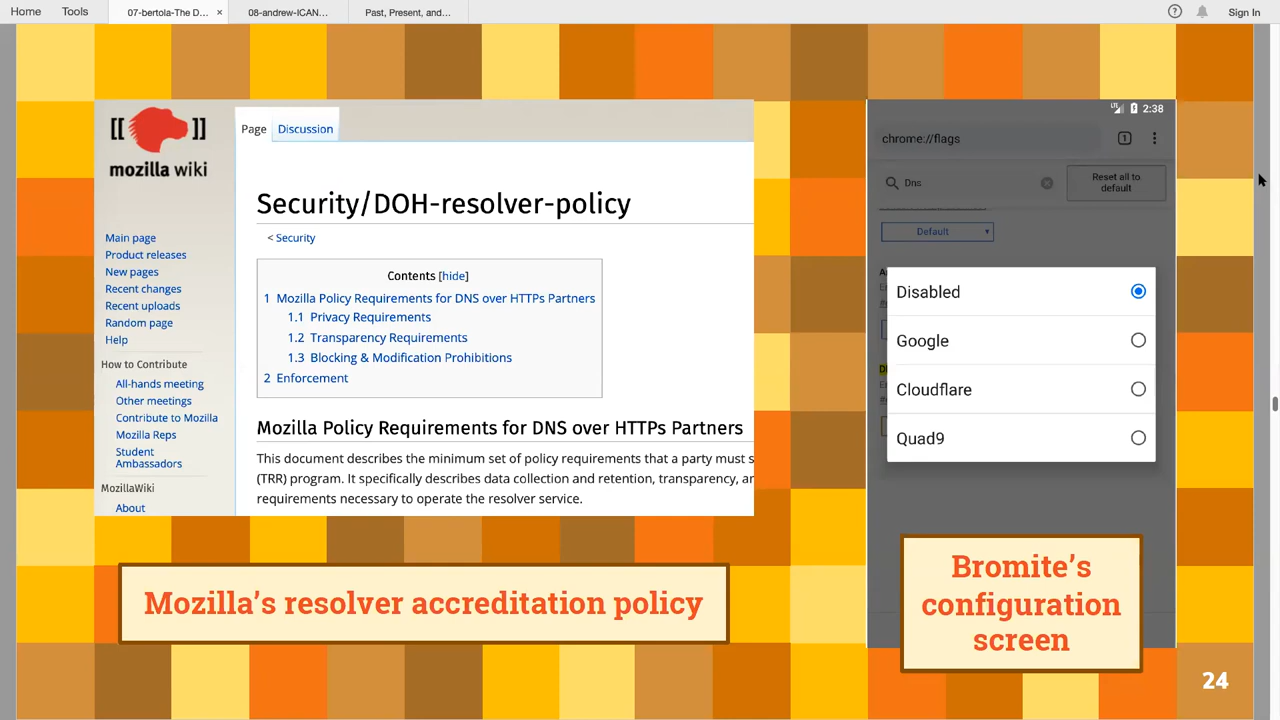 Home Tools 07-bertola-The D... × 08-andrew-ICAN... Past, Present, and... ? Sign In
[[ ]]
mozilla wiki
Main page
Product releases
New pages
Recent changes
Recent uploads
Random page
Help
How to Contribute
All-hands meeting
Other meetings
Contribute to Mozilla
Mozilla Reps
Student
Ambassadors
MozillaWiki
About
Page Discussion
Security/DOH-resolver-policy
< Security
Contents [hide]
1 Mozilla Policy Requirements for DNS over HTTPs Partners
1.1 Privacy Requirements
1.2 Transparency Requirements
1.3 Blocking & Modification Prohibitions
2 Enforcement
Mozilla Policy Requirements for DNS over HTTPs Partners
This document describes the minimum set of policy requirements that a party must s
(TRR) program. It specifically describes data collection and retention, transparency, ar
requirements necessary to operate the resolver service.
Mozilla's resolver accreditation policy
LTE 2:38
chrome://flags 1
Dns
Reset all to
default
Default
Disabled
Google
Cloudflare
Quad9
Bromite's
configuration
screen
24